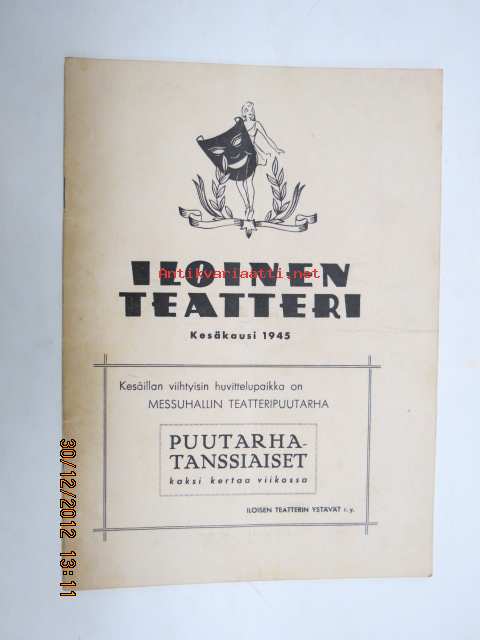 ILOINEN
Antikvariaatti.net
TEATTERI
Kesäkausi 1945
Kesäillan viihtyisin huvittelupaikka on
MESSUHALLIN TEATTERIPUUTARHA
PUUTARHA-
TANSSIAISET
kaksi kertaa viikossa
ILOISEN TEATTERIN YSTÄVÄT r.y.
30/12/2012 13:11